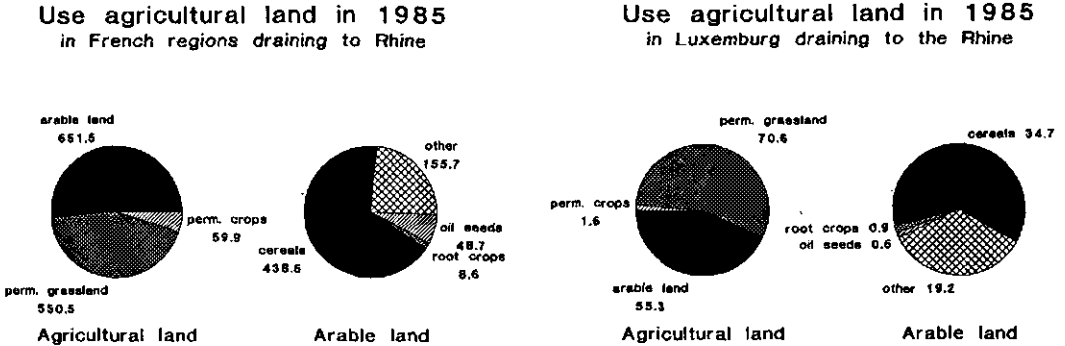 Use agricultural land in 1985
in French regions draining to Rhine
arable land
651.5
perm. crops
59.9
perm. grassland
550.5
Agricultural land
other
155.7
oil seeds
48.7
root crops
8.6
cereals
438.5
Arable land
Use agricultural land in 1985
in Luxemburg draining to the Rhine
perm. grassland
70.6
perm. crops
1.6
arable land
55.3
Agricultural land
cereals 34.7
root crops 0.9
oil seeds 0.6
other 19.2
Arable land